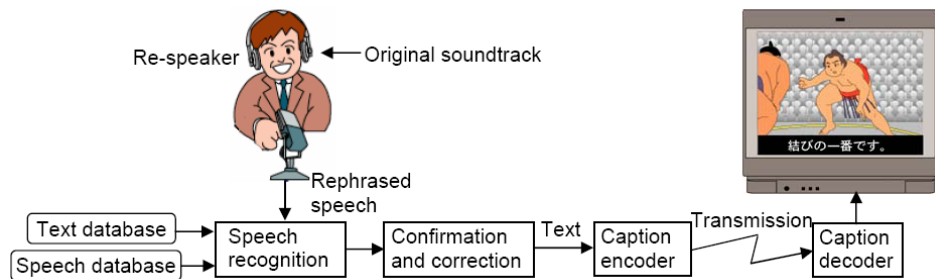 Re-speaker
Original soundtrack
結びの一番です。
Rephrased
speech
Text database
Speech database
Speech
recognition
Confirmation
and correction
Text
Caption
encoder
Transmission
Caption
decoder